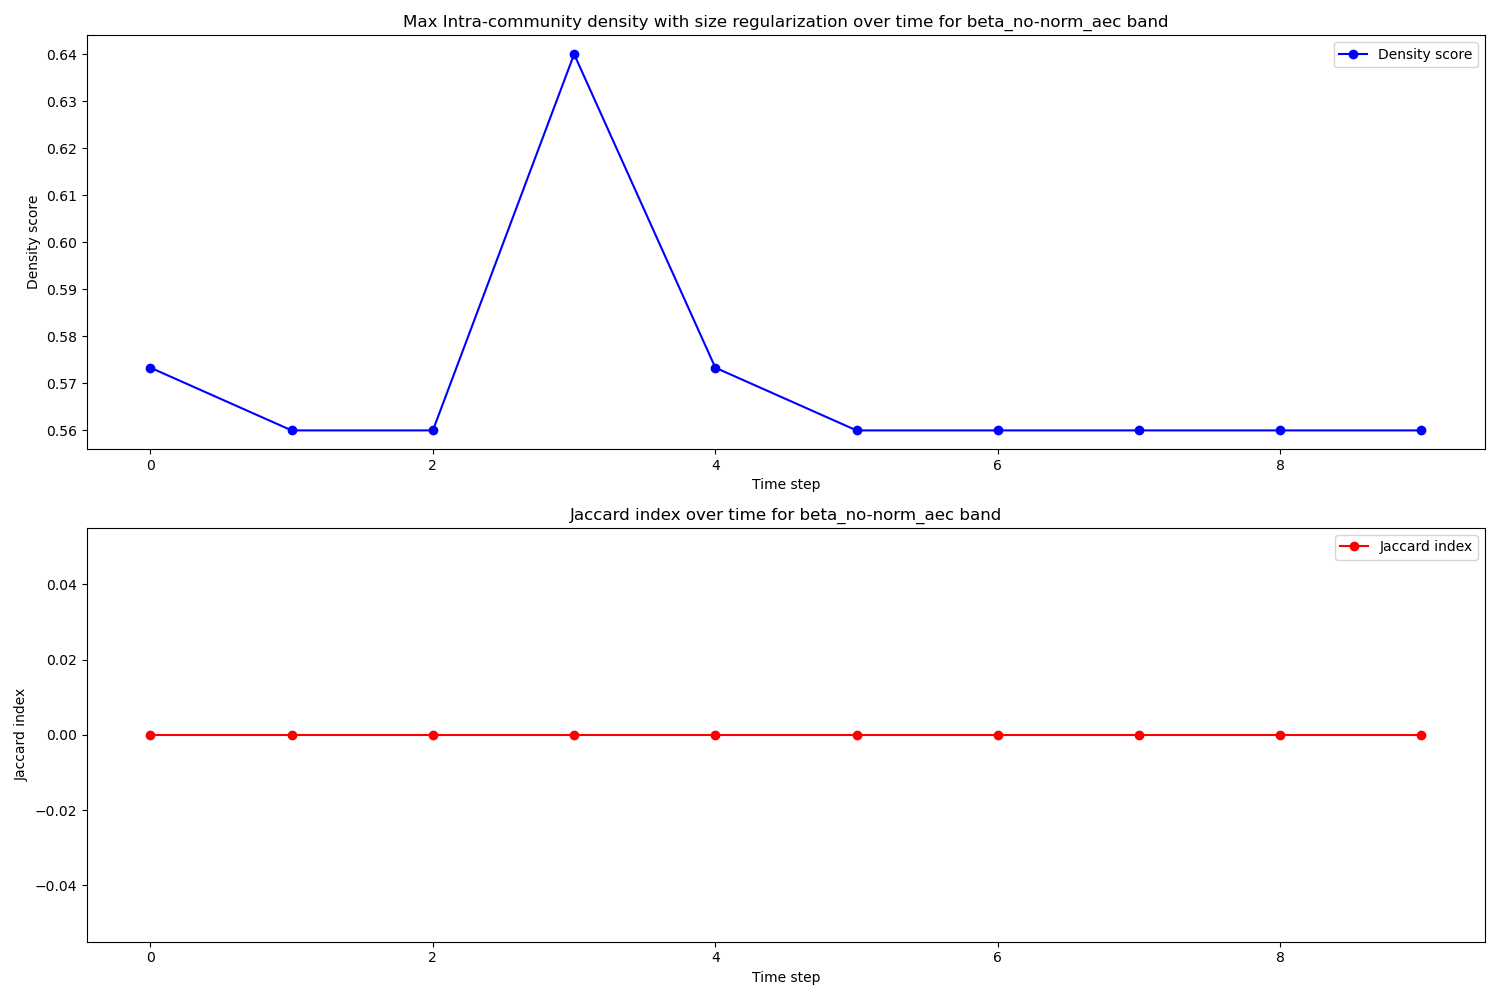 Max Intra-community density with size regularization over time for beta_no-norm_aec band
Density score
0.64
0.63
0.62
0.61
0.60
0.59
0.58
0.57
0.56
Density score
0 2 4 6 8
Time step
Jaccard index over time for beta_no-norm_aec band
Jaccard index
0.04
0.02
0.00
−0.02
−0.04
Jaccard index
0 2 4 6 8
Time step